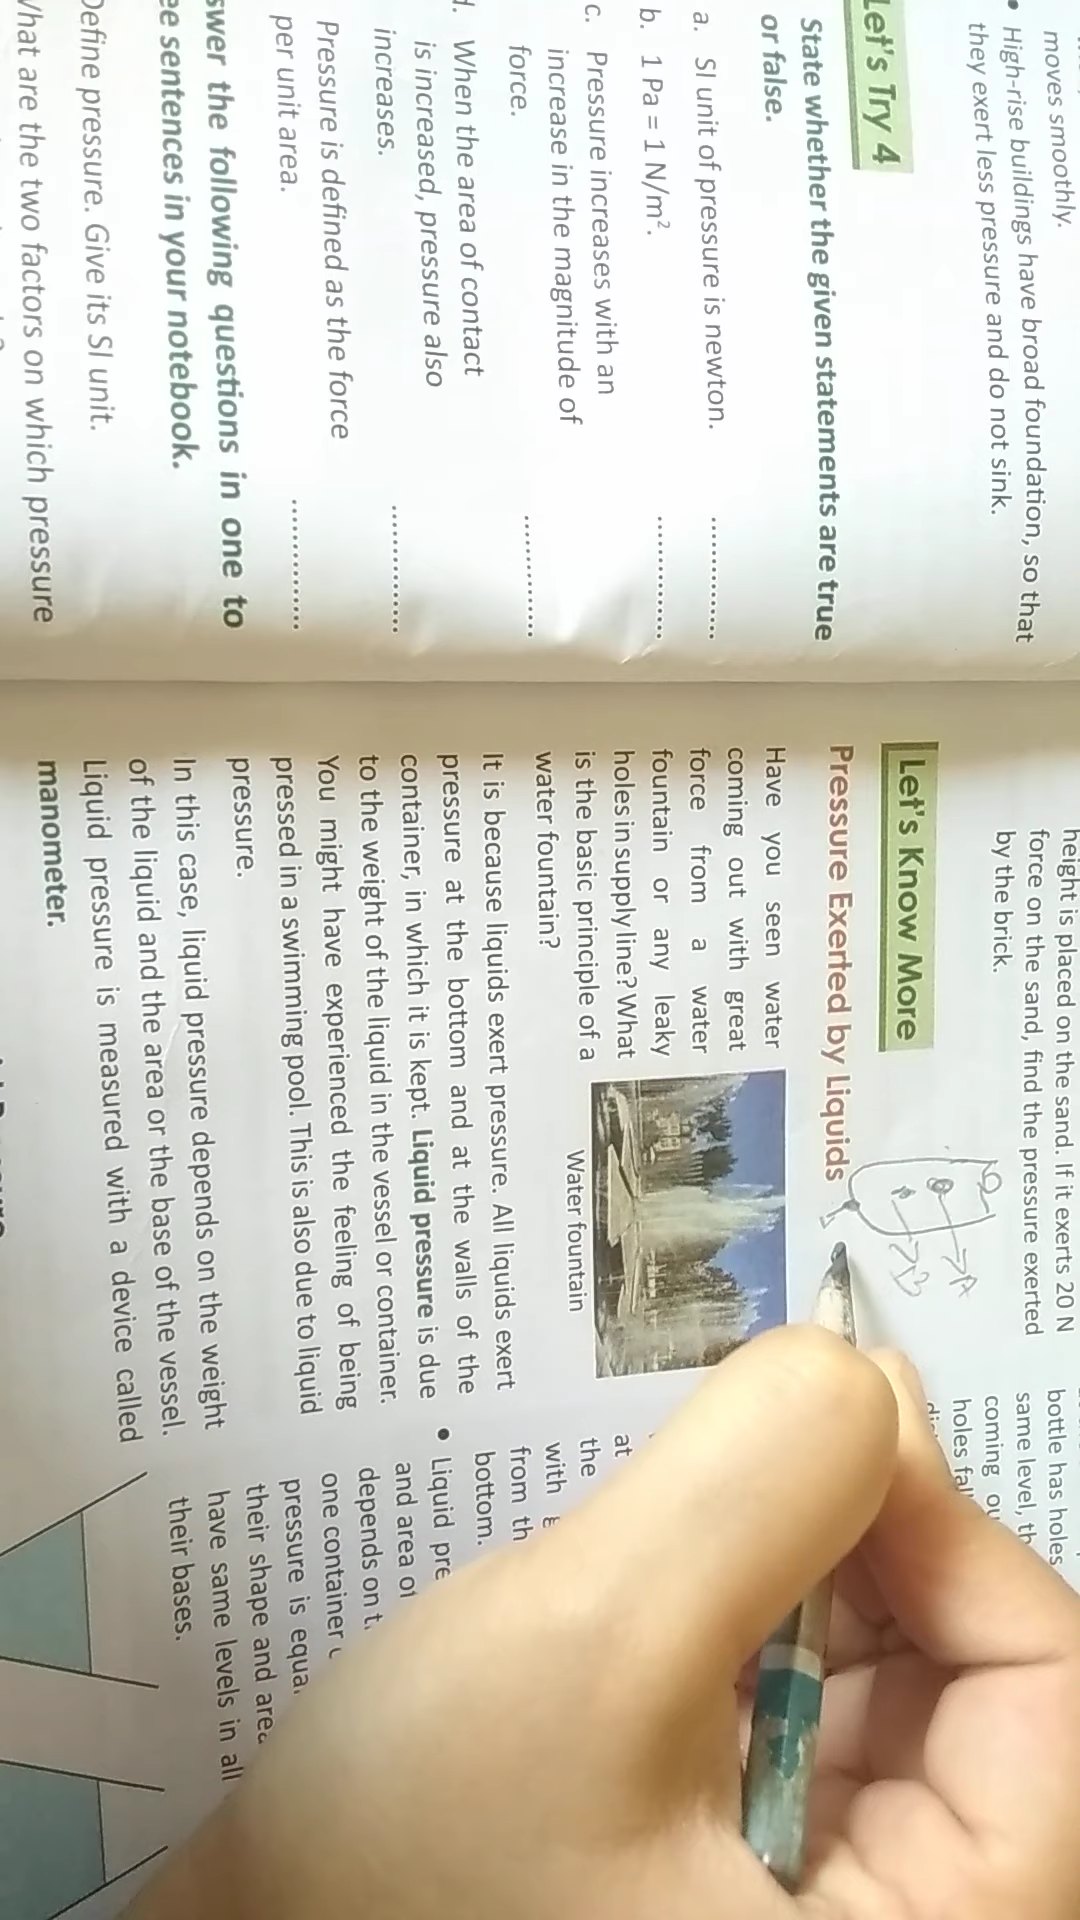 moves smoothly.
• High-rise buildings have broad foundation, so that
they exert less pressure and do not sink.
Let's Try 4
State whether the given statements are true
or false.
a. SI unit of pressure is newton. ............
b. 1 Pa = 1 N/m². ............
c. Pressure increases with an
increase in the magnitude of
force. ............
d. When the area of contact
is increased, pressure also
increases. ............
Pressure is defined as the force
per unit area. ............
swer the following questions in one to
ee sentences in your notebook.
Define pressure. Give its SI unit.
What are the two factors on which pressure
height is placed on the sand. If it exerts 20 N
force on the sand, find the pressure exerted
by the brick.
Let's Know More
Pressure Exerted by Liquids
A
B
Have you seen water
coming out with great
force from a water
fountain or any leaky
holes in supply line? What
is the basic principle of a
water fountain?
Water fountain
It is because liquids exert pressure. All liquids exert
pressure at the bottom and at the walls of the
container, in which it is kept. Liquid pressure is due
to the weight of the liquid in the vessel or container.
You might have experienced the feeling of being
pressed in a swimming pool. This is also due to liquid
pressure.
In this case, liquid pressure depends on the weight
of the liquid and the area or the base of the vessel.
Liquid pressure is measured with a device called
manometer.
bottle has holes
same level, th
coming ou
holes fal
at
the
with g
from th
bottom.
• Liquid pre
and area of
depends on t
one container
pressure is equa
their shape and area
have same levels in all
their bases.